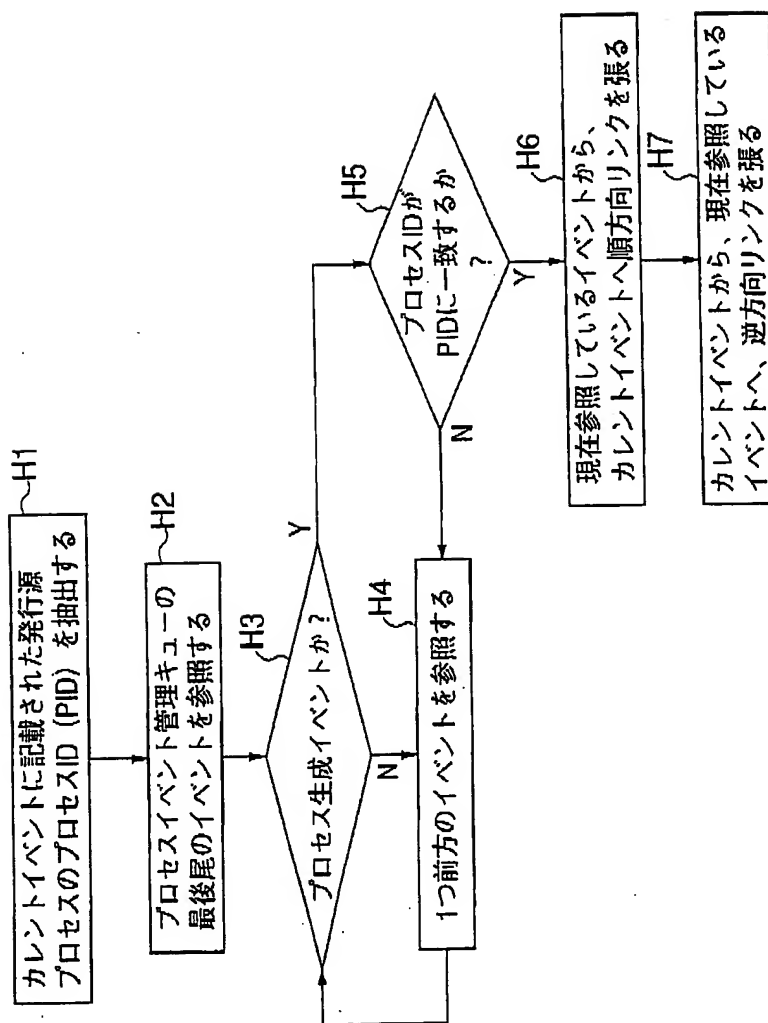 H1
カレントイベントに記載された発行源
プロセスのプロセスID (PID) を抽出する
H2
プロセスイベント管理キューの
最後尾のイベントを参照する
H3
プロセス生成イベントか？
Y
N
H4
1つ前方のイベントを参照する
H5
プロセスIDが
PIDに一致するか
？
N
Y
H6
現在参照しているイベントから、
カレントイベントへ順方向リンクを張る
H7
カレントイベントから、現在参照している
イベントへ、逆方向リンクを張る